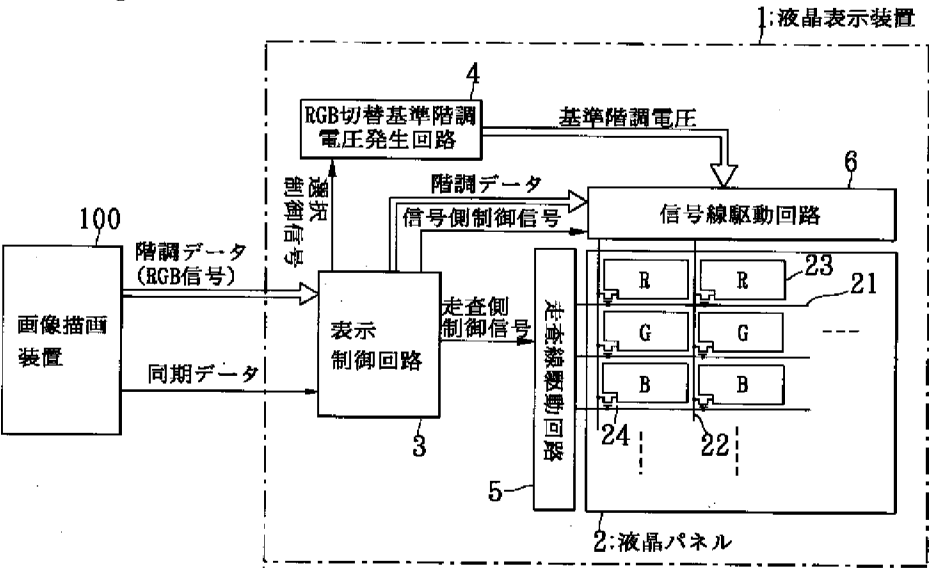 1;液晶表示装置
4
RGB切替基準階調
電圧発生回路
基準階調電圧
選択
制御信号
階調データ
信号側制御信号
6
信号線駆動回路
100
画像描画
装置
階調データ
(RGB信号)
同期データ
表示
制御回路
3
走査側
制御信号
走査線駆動回路
5
R
R
23
21
G
G
B
B
24
22
2;液晶パネル